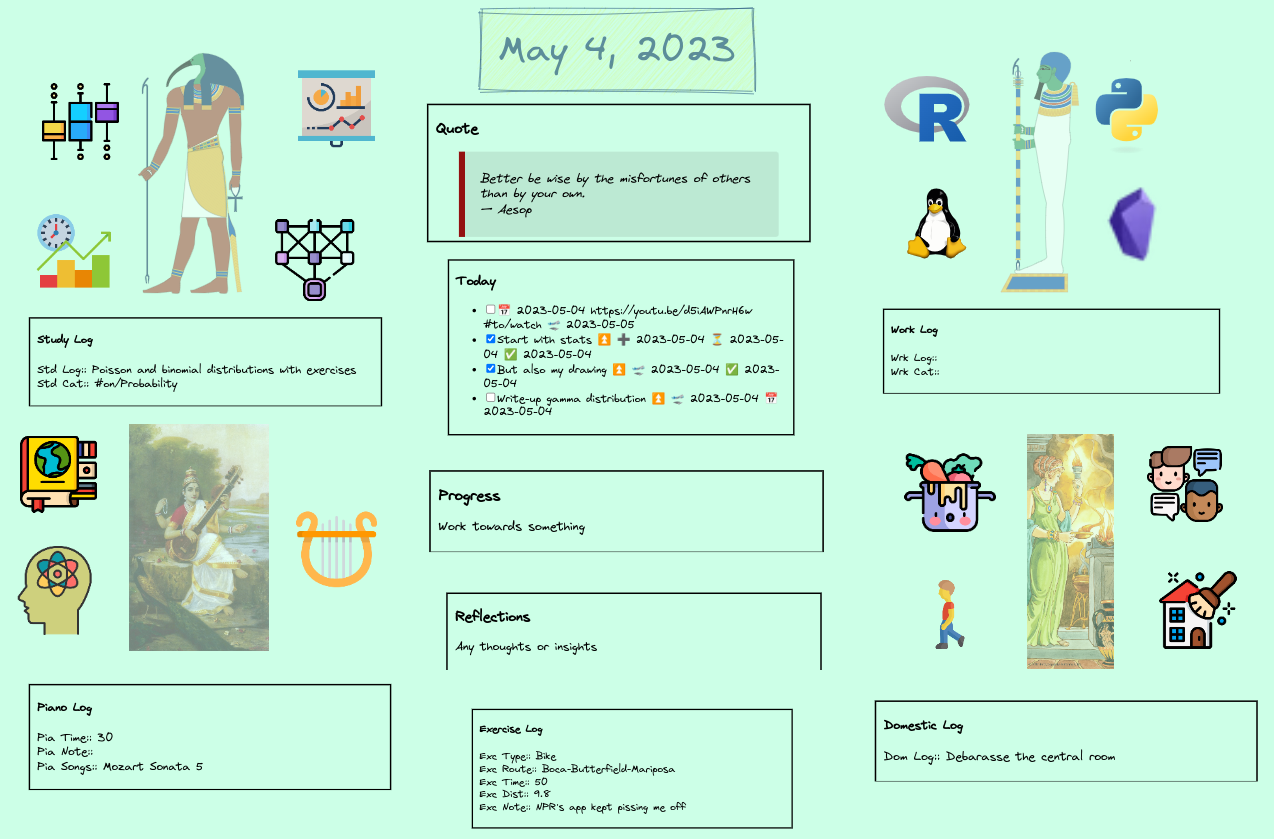 May 4, 2023
Quote
Better be wise by the misfortunes of others
than by your own.
— Aesop
Today
📅 2023-05-04 https://youtu.be/d5iAWPnrH6w
#to/watch 🛫 2023-05-05
Start with stats ⏫ ➕ 2023-05-04 ⏳ 2023-05-
04 ✅ 2023-05-04
But also my drawing ⏫ 🛫 2023-05-04 ✅ 2023-
05-04
Write-up gamma distribution ⏫ 🛫 2023-05-04 📅
2023-05-04
Study Log
Std Log:: Poisson and binomial distributions with exercises
Std Cat:: #on/Probability
R
Work Log
Wrk Log::
Wrk Cat::
Progress
Work towards something
Reflections
Any thoughts or insights
Piano Log
Pia Time:: 30
Pia Note::
Pia Songs:: Mozart Sonata 5
Exercise Log
Exc Type:: Bike
Exc Route:: Boca-Butterfield-Mariposa
Exc Time:: 50
Exc Dist:: 9.8
Exc Note:: NPR's app kept pissing me off
Domestic Log
Dom Log:: Debarasse the central room